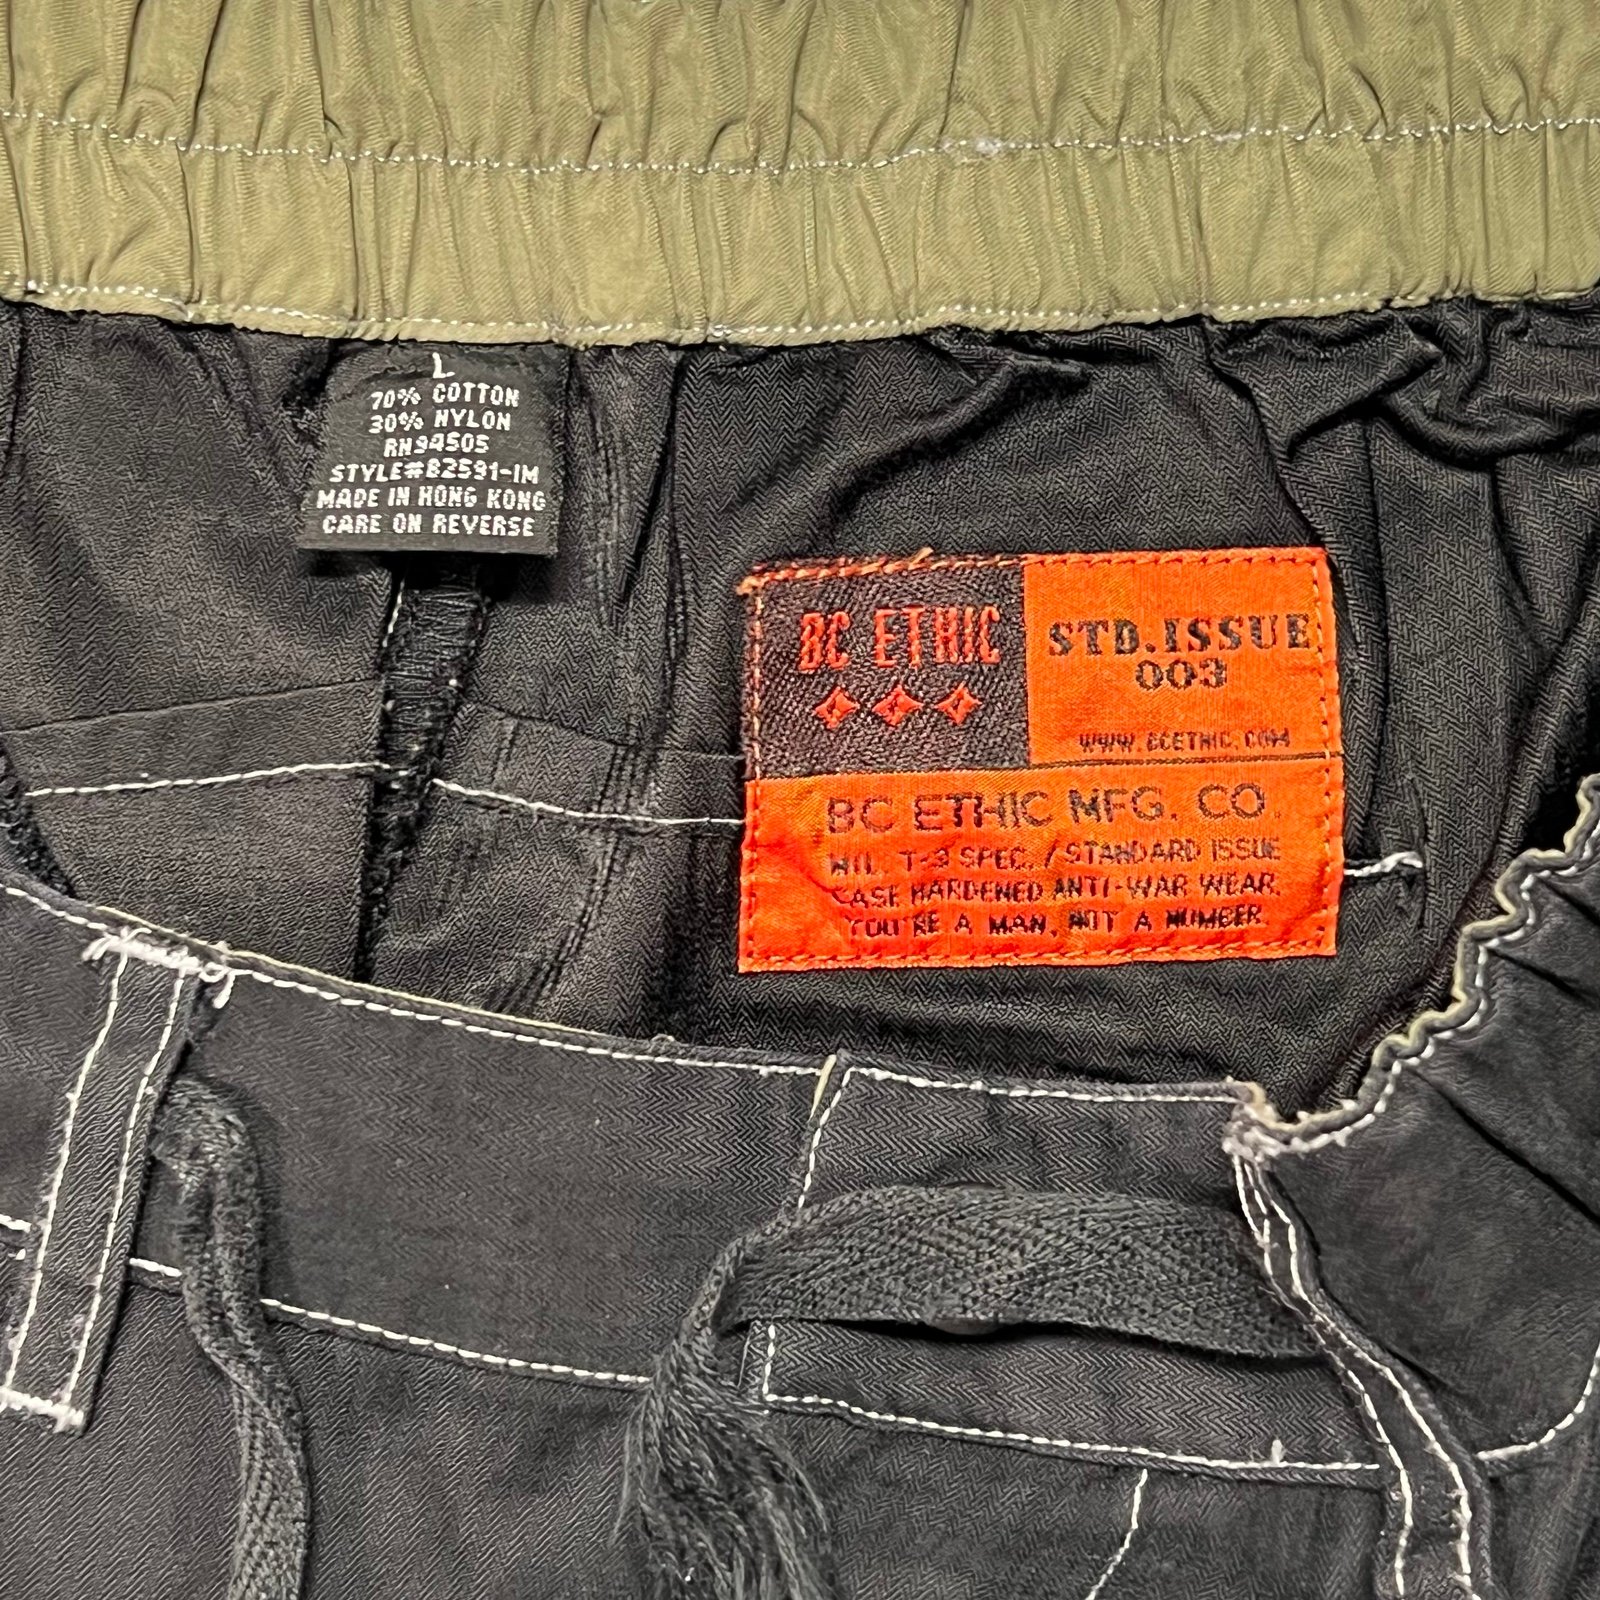 L
70% COTTON
30% NYLON
RN94505
STYLE#82591-IM
MADE IN HONG KONG
CARE ON REVERSE
BC ETHIC
STD.ISSUE
003
WWW.BCETHIC.COM
BC ETHIC MFG. CO.
MIL. T-3 SPEC. / STANDARD ISSUE
CASE HARDENED ANTI-WAR WEAR.
YOU'RE A MAN, NOT A NUMBER.